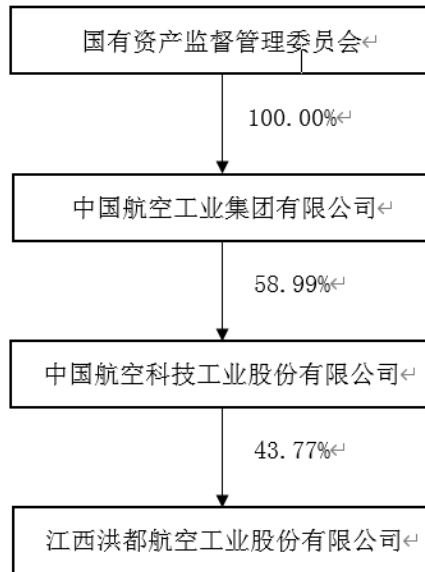 国有资产监督管理委员会↵
100.00%↵
中国航空工业集团有限公司↵
58.99%↵
中国航空科技工业股份有限公司↵
43.77%↵
江西洪都航空工业股份有限公司↵